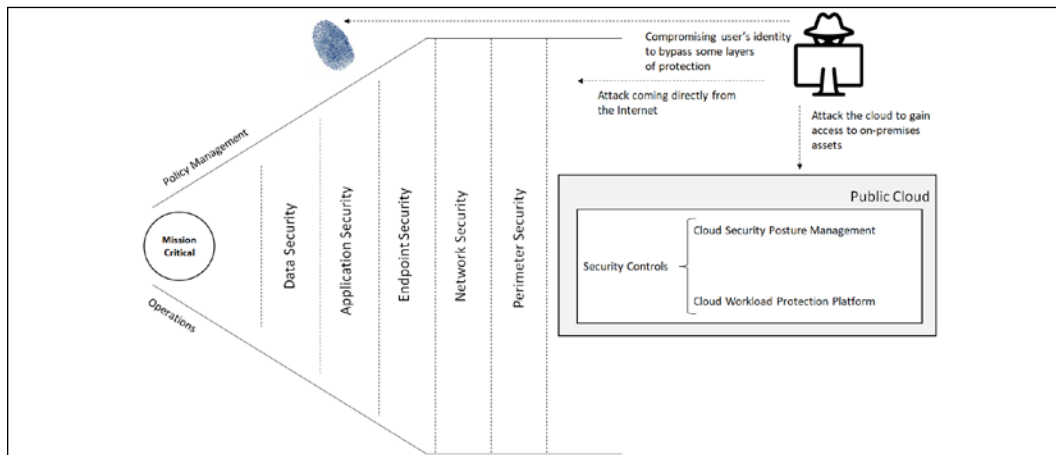 Compromising user's identity
to bypass some layers
of protection
Attack coming directly from
the Internet
Attack the cloud to gain
access to on-premises
assets
Policy Management
Mission
Critical
Operations
Data Security
Application Security
Endpoint Security
Network Security
Perimeter Security
Public Cloud
Cloud Security Posture Management
Security Controls
Cloud Workload Protection Platform